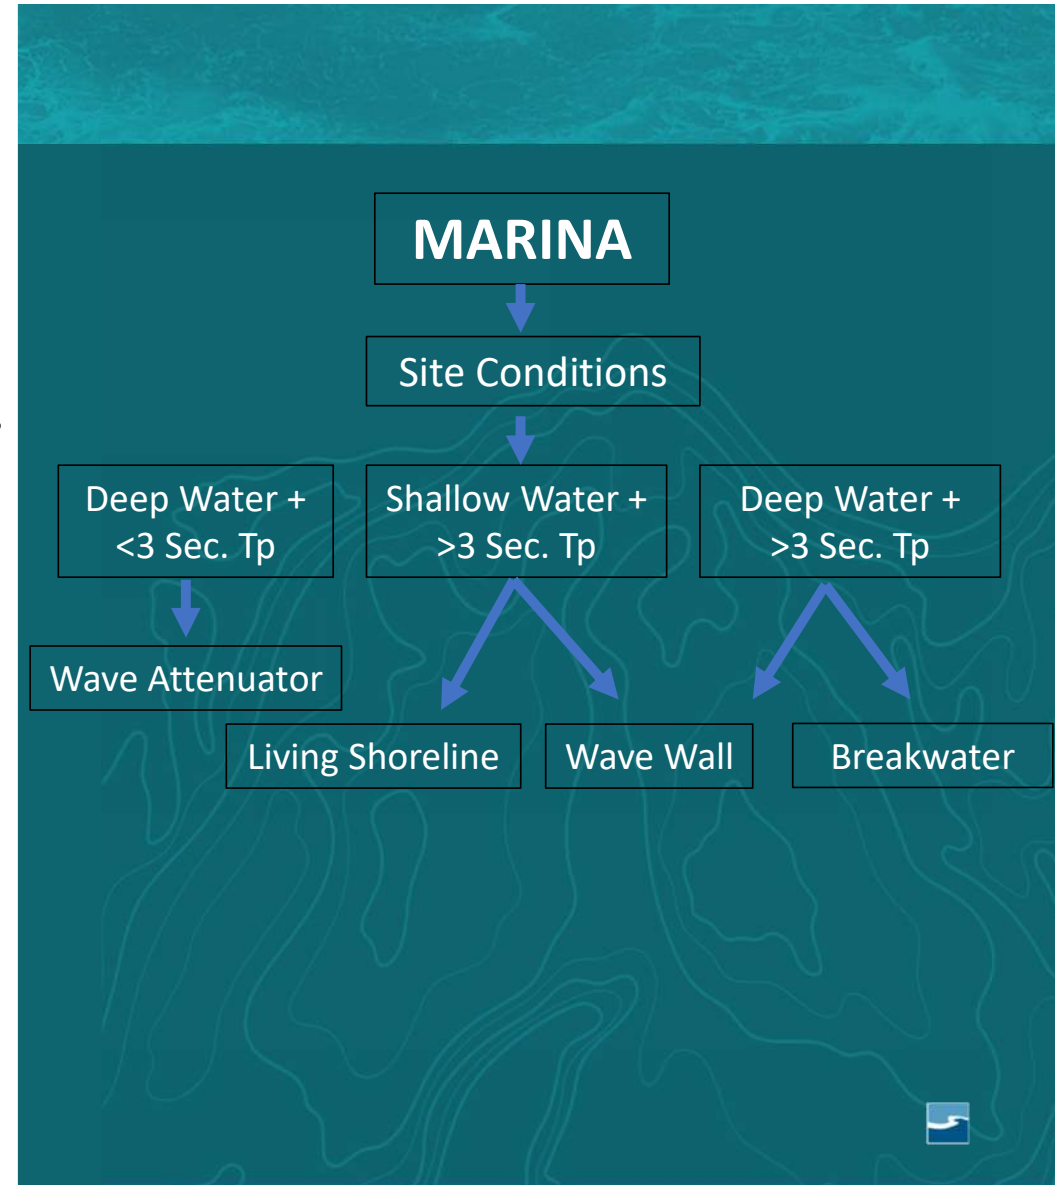 MARINA
Site Conditions
Deep Water +
<3 Sec. Tp
Shallow Water +
>3 Sec. Tp
Deep Water +
>3 Sec. Tp
Wave Attenuator
Living Shoreline
Wave Wall
Breakwater